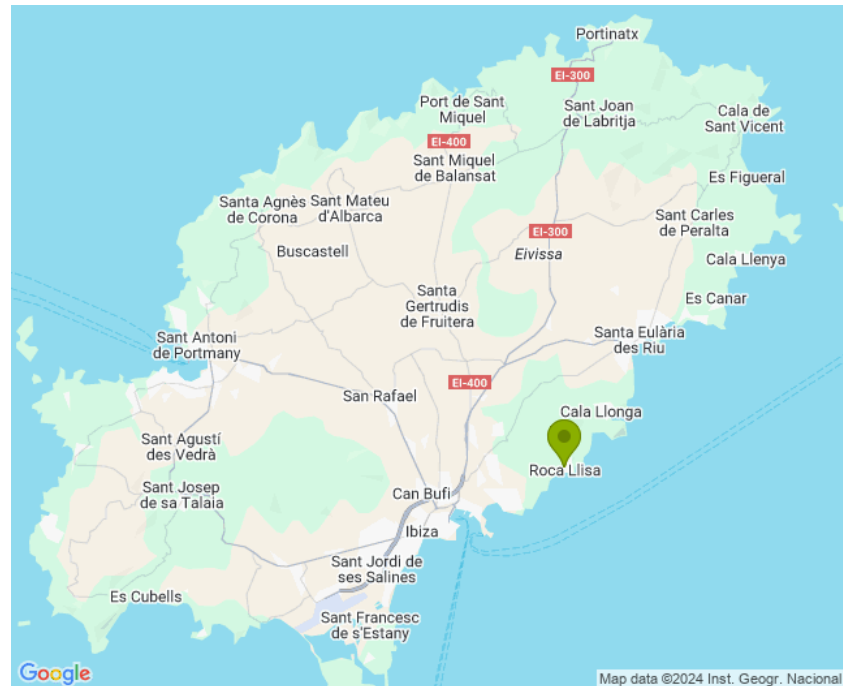 Portinatx
EI-300
Port de Sant
Miquel
Sant Joan
de Labritja
Cala de
Sant Vicent
EI-400
Sant Miquel
de Balansat
Es Figueral
Santa Agnès
de Corona
Sant Mateu
d'Albarca
Sant Carles
de Peralta
EI-300
Buscastell
Eivissa
Cala Llenya
Santa
Gertrudis
de Fruitera
Es Canar
Sant Antoni
de Portmany
Santa Eulària
des Riu
EI-400
San Rafael
Cala Llonga
Sant Agustí
des Vedrà
Roca Llisa
Sant Josep
de sa Talaia
Can Bufi
Ibiza
Sant Jordi de
ses Salines
Es Cubells
Sant Francesc
de s'Estany
Google
Map data ©2024 Inst. Geogr. Nacional